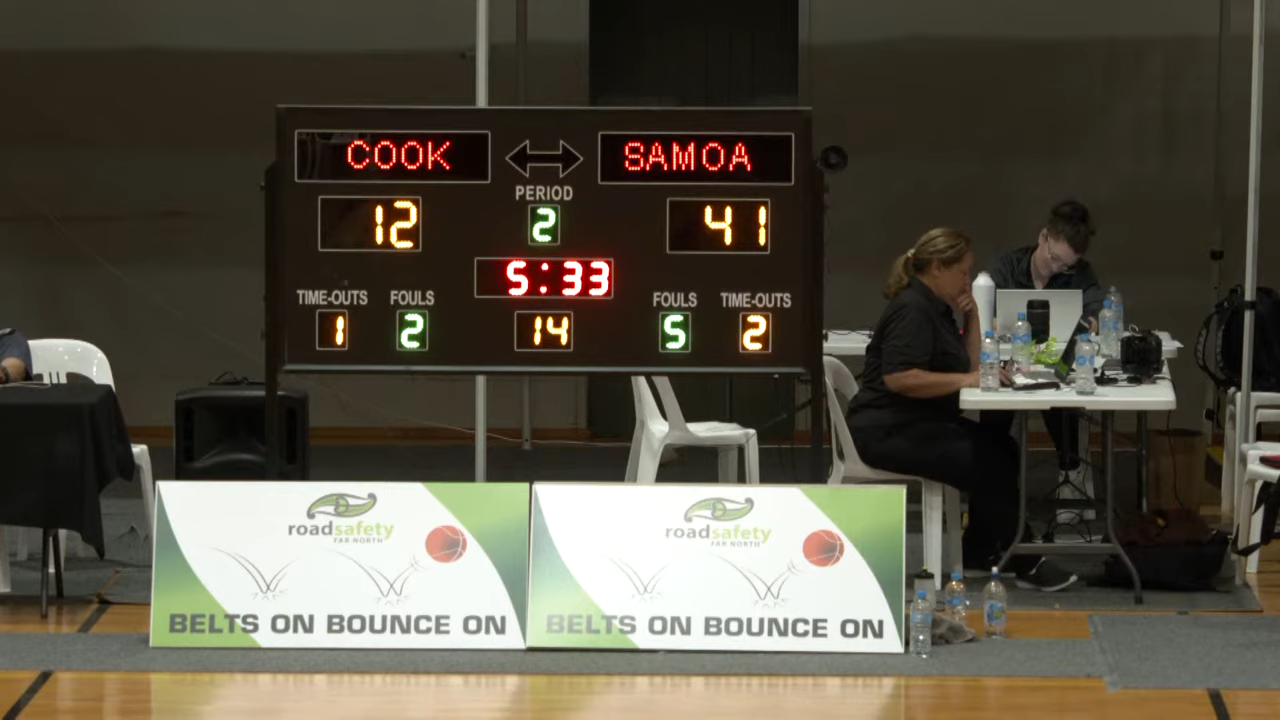 COOK SAMOA
PERIOD
12 2 41
5:33
TIME-OUTS FOULS FOULS TIME-OUTS
1 2 14 5 2
roadsafety
FAR NORTH
BELTS ON BOUNCE ON
roadsafety
FAR NORTH
BELTS ON BOUNCE ON